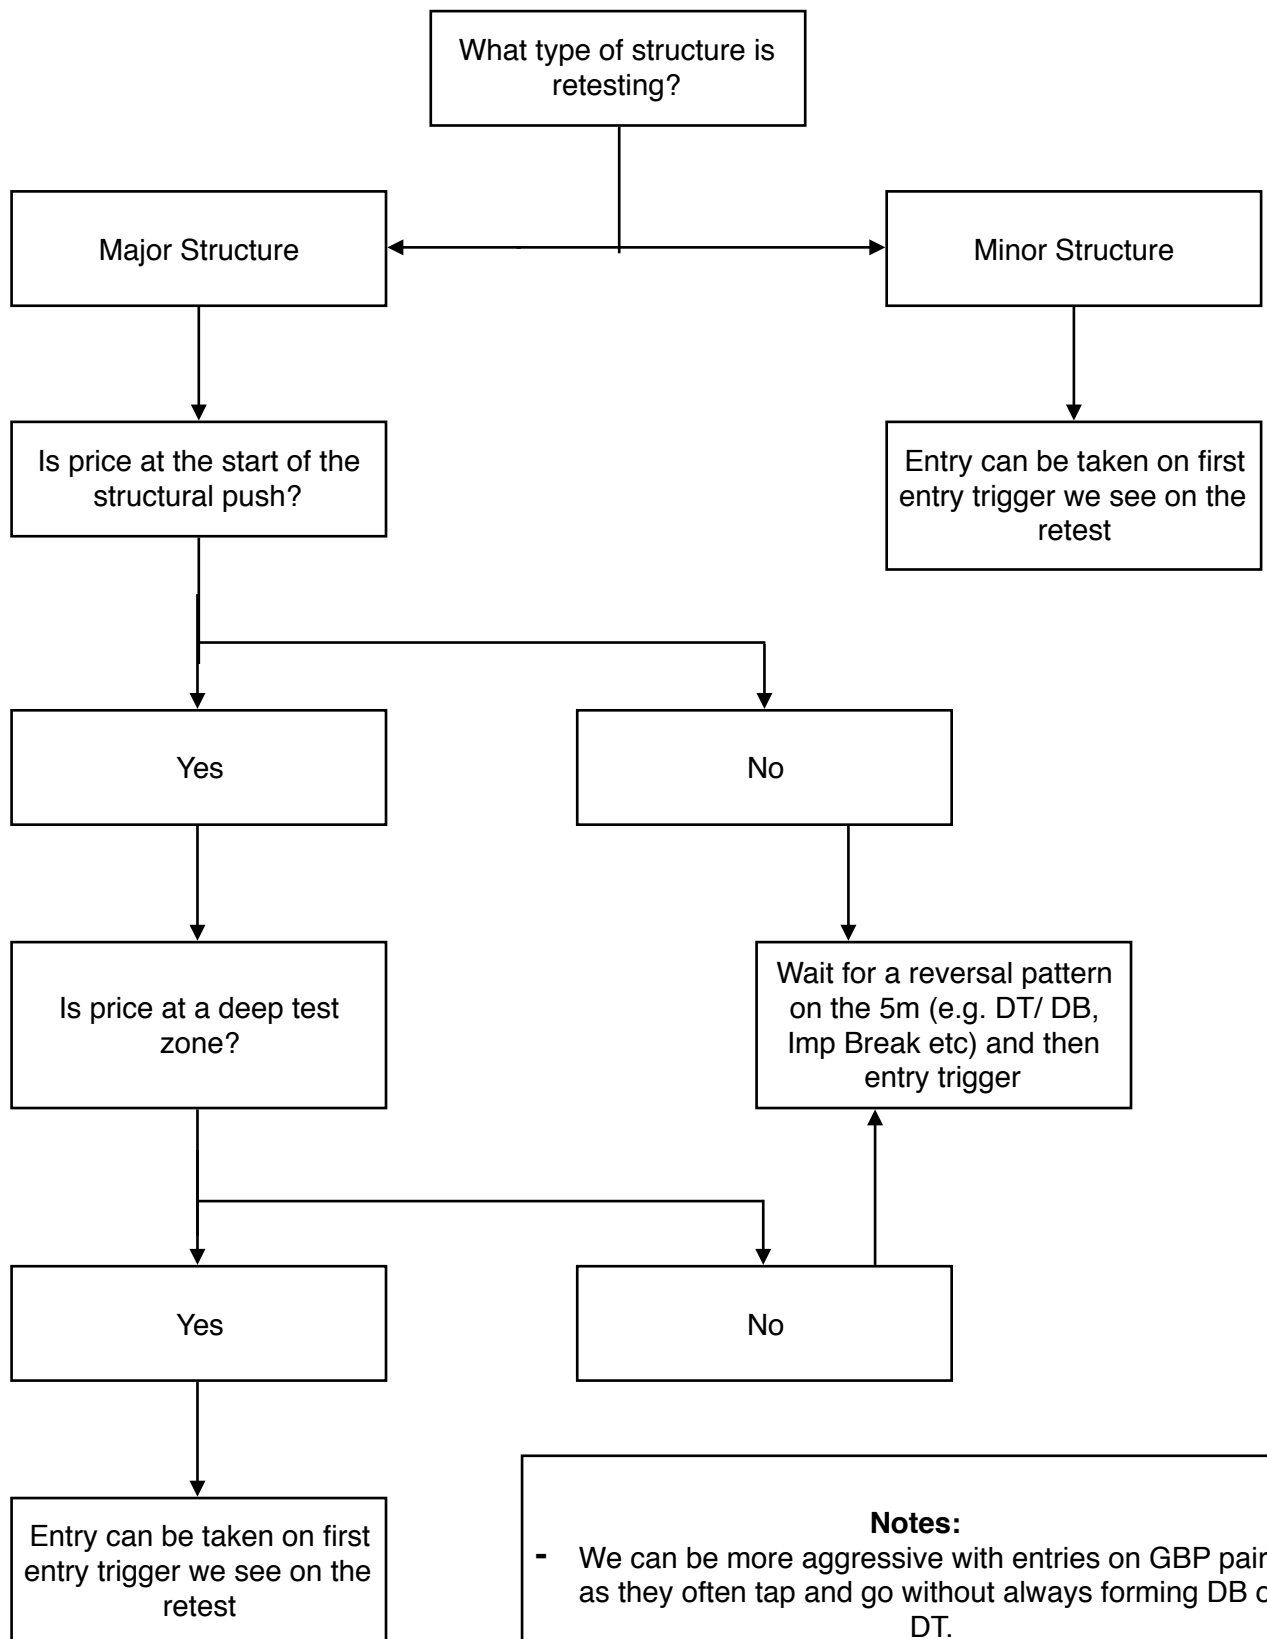 What type of structure is
retesting?
Major Structure
Minor Structure
Is price at the start of the
structural push?
Entry can be taken on first
entry trigger we see on the
retest
Yes
No
Is price at a deep test
zone?
Wait for a reversal pattern
on the 5m (e.g. DT/ DB,
Imp Break etc) and then
entry trigger
Yes
No
Entry can be taken on first
entry trigger we see on the
retest
Notes:
- We can be more aggressive with entries on GBP pair
as they often tap and go without always forming DB o
DT.